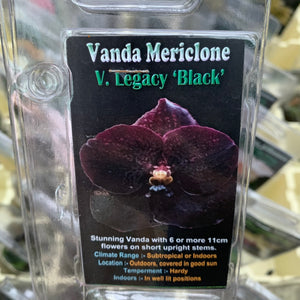 Vanda Mericlone
V. Legacy ‘Black’
Stunning Vanda with 6 or more 11cm
flowers on short upright stems.
Climate Range :- Subtropical or Indoors
Location :- Outdoors, covered in good sun
Temperment :- Hardy
Indoors :- In well lit positions